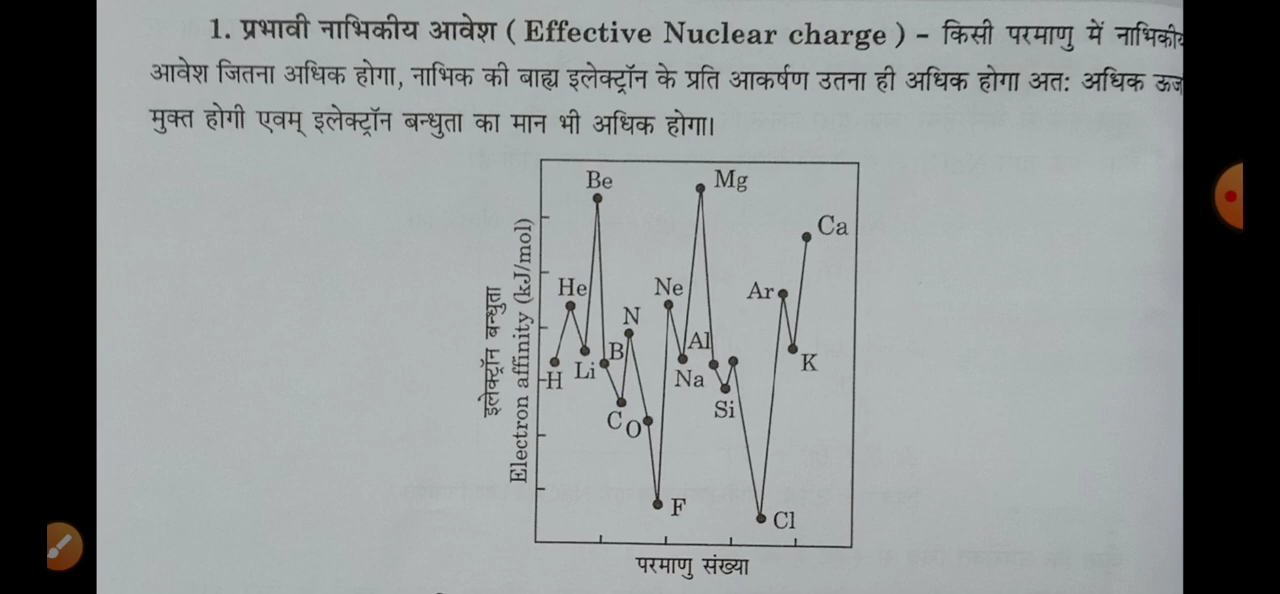 1. प्रभावी नाभिकीय आवेश ( Effective Nuclear charge ) – किसी परमाणु में नाभिकीय
आवेश जितना अधिक होगा, नाभिक की बाह्य इलेक्ट्रॉन के प्रति आकर्षण उतना ही अधिक होगा अतः अधिक
मुक्त होगी एवम् इलेक्ट्रॉन बन्धुता का मान भी अधिक होगा।
इलेक्ट्रॉन बन्धुता
Electron affinity (kJ/mol)
Be
Mg
Ca
He
Ne
Ar
N
Al
B
H
Li
Na
K
Si
C
O
F
Cl
परमाणु संख्या